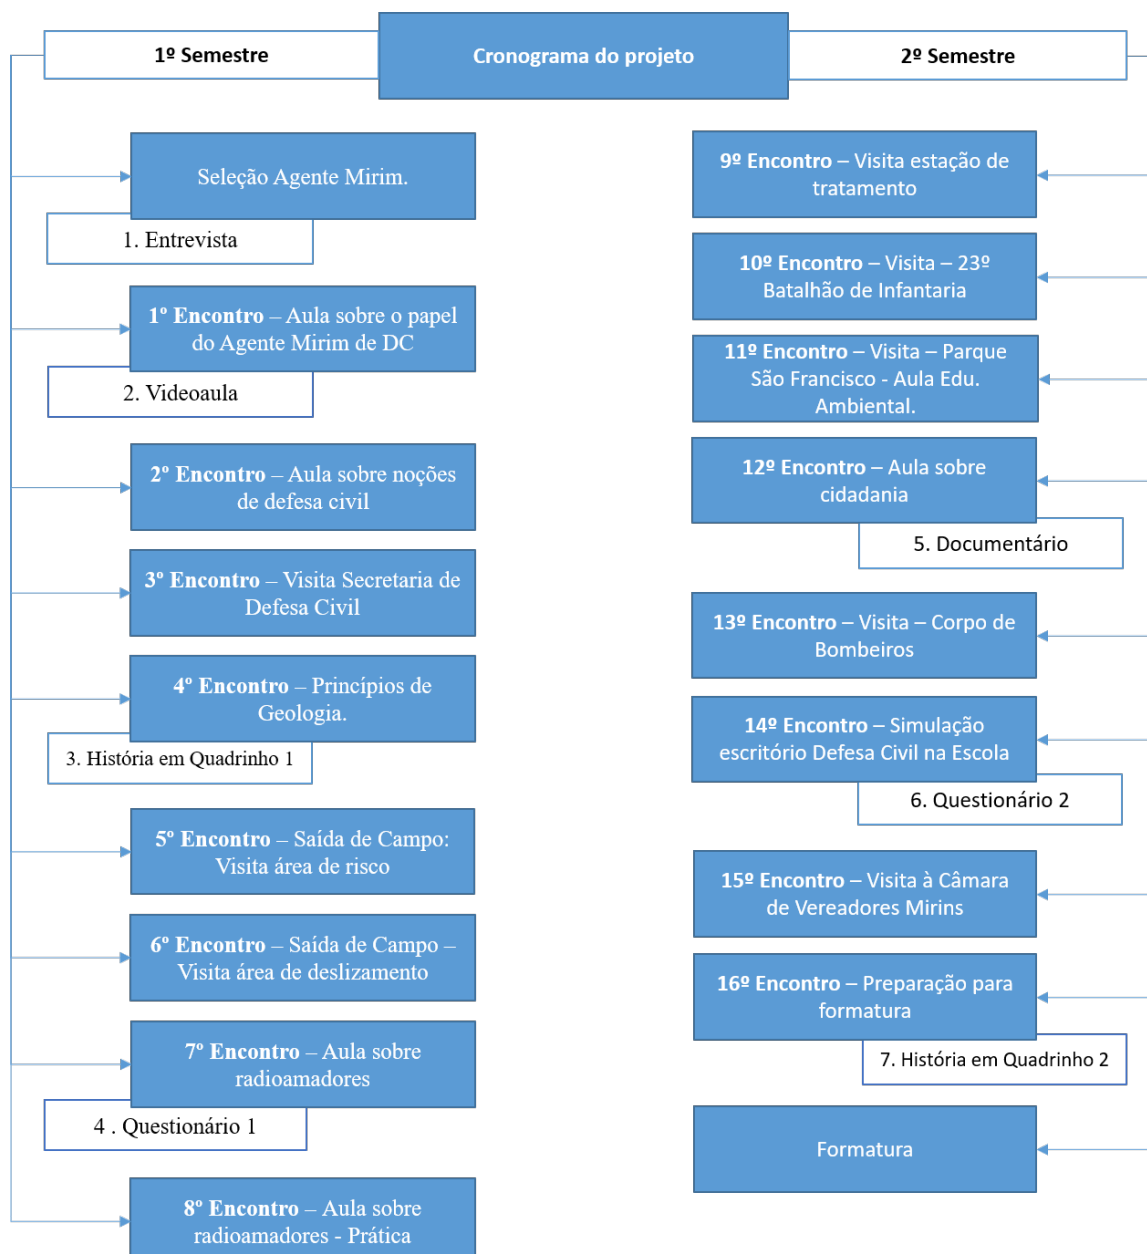 1º Semestre
Cronograma do projeto
2º Semestre
Seleção Agente Mirim.
1. Entrevista
1º Encontro – Aula sobre o papel
do Agente Mirim de DC
2. Videoaula
2º Encontro – Aula sobre noções
de defesa civil
3º Encontro – Visita Secretaria de
Defesa Civil
4º Encontro – Princípios de
Geologia.
3. História em Quadrinho 1
5º Encontro – Saída de Campo:
Visita área de risco
6º Encontro – Saída de Campo –
Visita área de deslizamento
7º Encontro – Aula sobre
radioamadores
4 . Questionário 1
8º Encontro – Aula sobre
radioamadores - Prática
9º Encontro – Visita estação de
tratamento
10º Encontro – Visita – 23º
Batalhão de Infantaria
11º Encontro – Visita – Parque
São Francisco - Aula Edu.
Ambiental.
12º Encontro – Aula sobre
cidadania
5. Documentário
13º Encontro – Visita – Corpo de
Bombeiros
14º Encontro – Simulação
escritório Defesa Civil na Escola
6. Questionário 2
15º Encontro – Visita à Câmara
de Vereadores Mirins
16º Encontro – Preparação para
formatura
7. História em Quadrinho 2
Formatura